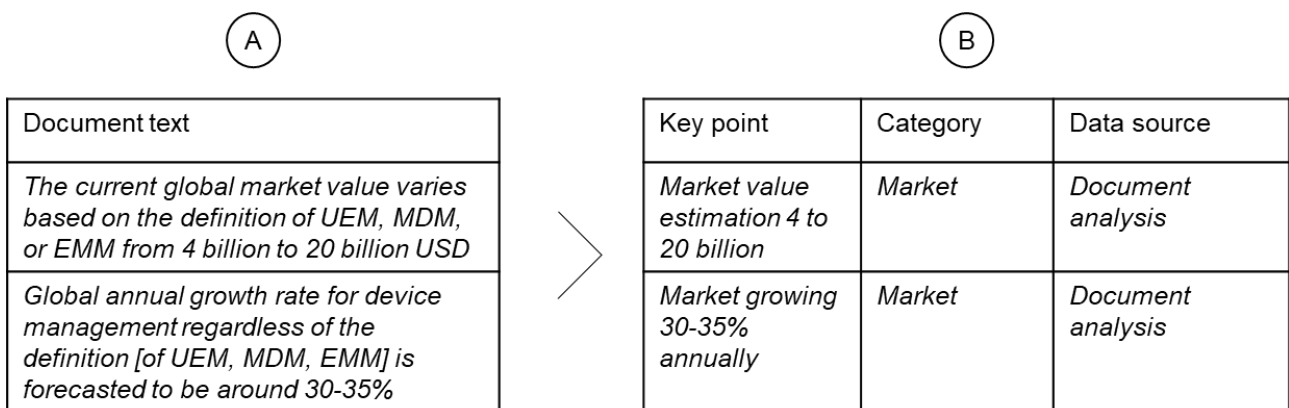 A
B
Document text
The current global market value varies
based on the definition of UEM, MDM,
or EMM from 4 billion to 20 billion USD
Global annual growth rate for device
management regardless of the
definition [of UEM, MDM, EMM] is
forecasted to be around 30-35%
Key point
Category
Data source
Market value
estimation 4 to
20 billion
Market
Document
analysis
Market growing
30-35%
annually
Market
Document
analysis